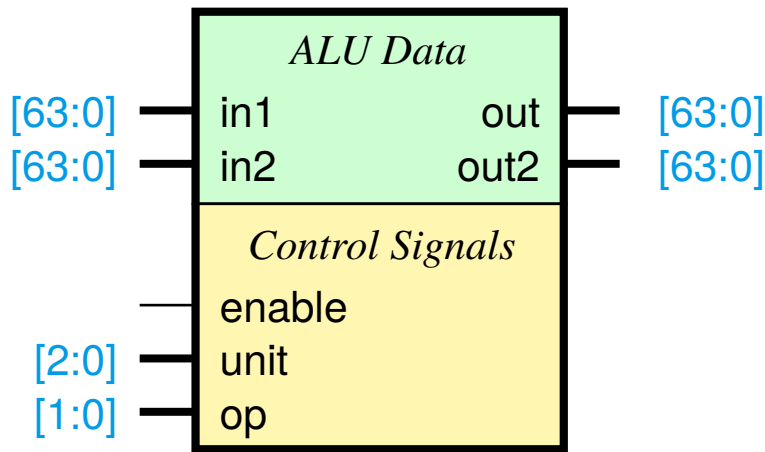 ALU Data
[63:0] in1 out [63:0]
[63:0] in2 out2 [63:0]
Control Signals
enable
[2:0] unit
[1:0] op